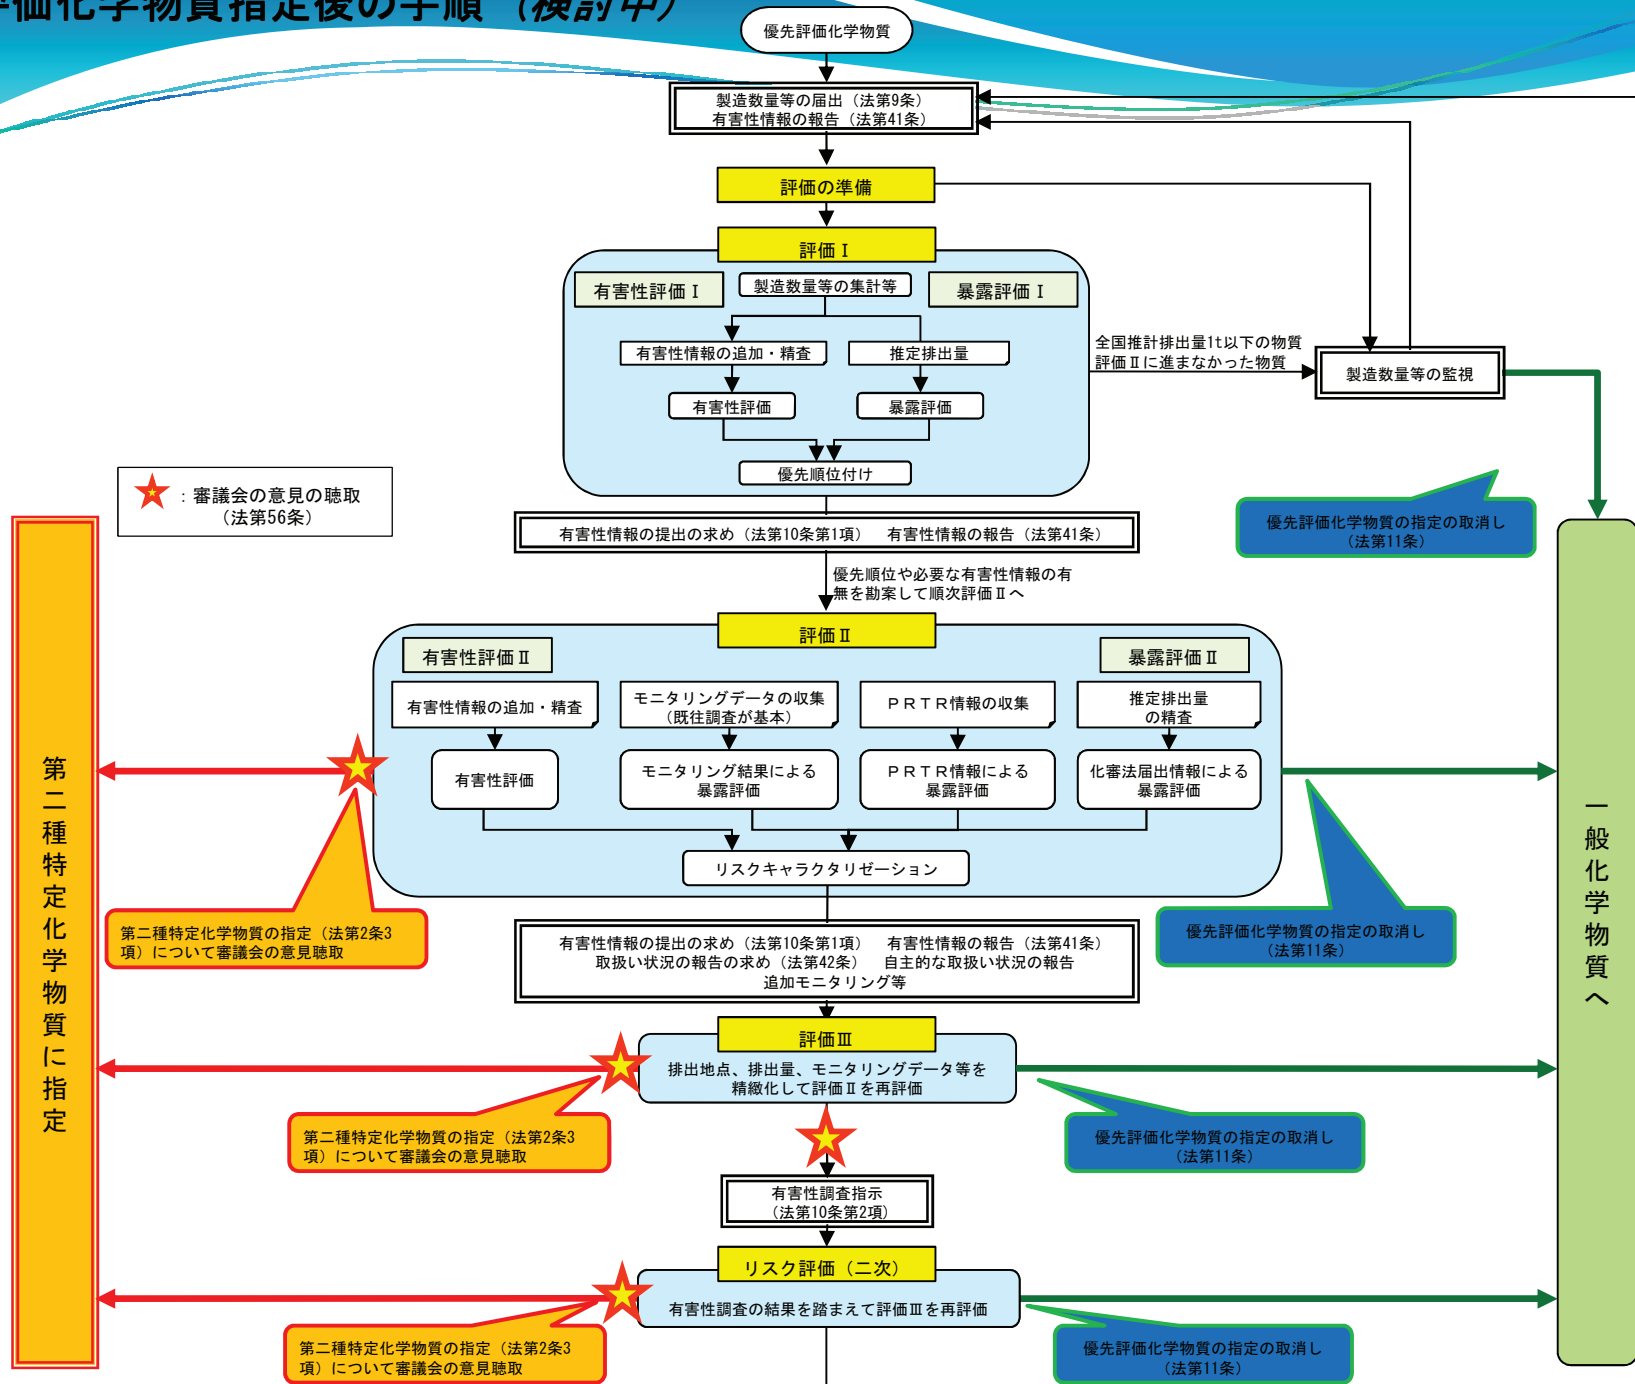 評価化学物質指定後の手順（検討中）
優先評価化学物質
製造数量等の届出（法第9条）
有害性情報の報告（法第41条）
評価の準備
評価Ⅰ
有害性評価Ⅰ
製造数量等の集計等
暴露評価Ⅰ
有害性情報の追加・精査
推定排出量
有害性評価
暴露評価
優先順位付け
全国推計排出量1t以下の物質
評価Ⅱに進まなかった物質
製造数量等の監視
：審議会の意見の聴取
（法第56条）
優先評価化学物質の指定の取消し
（法第11条）
有害性情報の提出の求め（法第10条第1項）　有害性情報の報告（法第41条）
優先順位や必要な有害性情報の有
無を勘案して順次評価Ⅱへ
評価Ⅱ
有害性評価Ⅱ
暴露評価Ⅱ
有害性情報の追加・精査
モニタリングデータの収集
（既往調査が基本）
ＰＲＴＲ情報の収集
推定排出量
の精査
有害性評価
モニタリング結果による
暴露評価
ＰＲＴＲ情報による
暴露評価
化審法届出情報による
暴露評価
リスクキャラクタリゼーション
第二種特定化学物質に指定
一般化学物質へ
第二種特定化学物質の指定（法第2条3
項）について審議会の意見聴取
優先評価化学物質の指定の取消し
（法第11条）
有害性情報の提出の求め（法第10条第1項）　有害性情報の報告（法第41条）
取扱い状況の報告の求め（法第42条）　自主的な取扱い状況の報告
追加モニタリング等
評価Ⅲ
排出地点、排出量、モニタリングデータ等を
精緻化して評価Ⅱを再評価
第二種特定化学物質の指定（法第2条3
項）について審議会の意見聴取
優先評価化学物質の指定の取消し
（法第11条）
有害性調査指示
（法第10条第2項）
リスク評価（二次）
有害性調査の結果を踏まえて評価Ⅲを再評価
第二種特定化学物質の指定（法第2条3
項）について審議会の意見聴取
優先評価化学物質の指定の取消し
（法第11条）